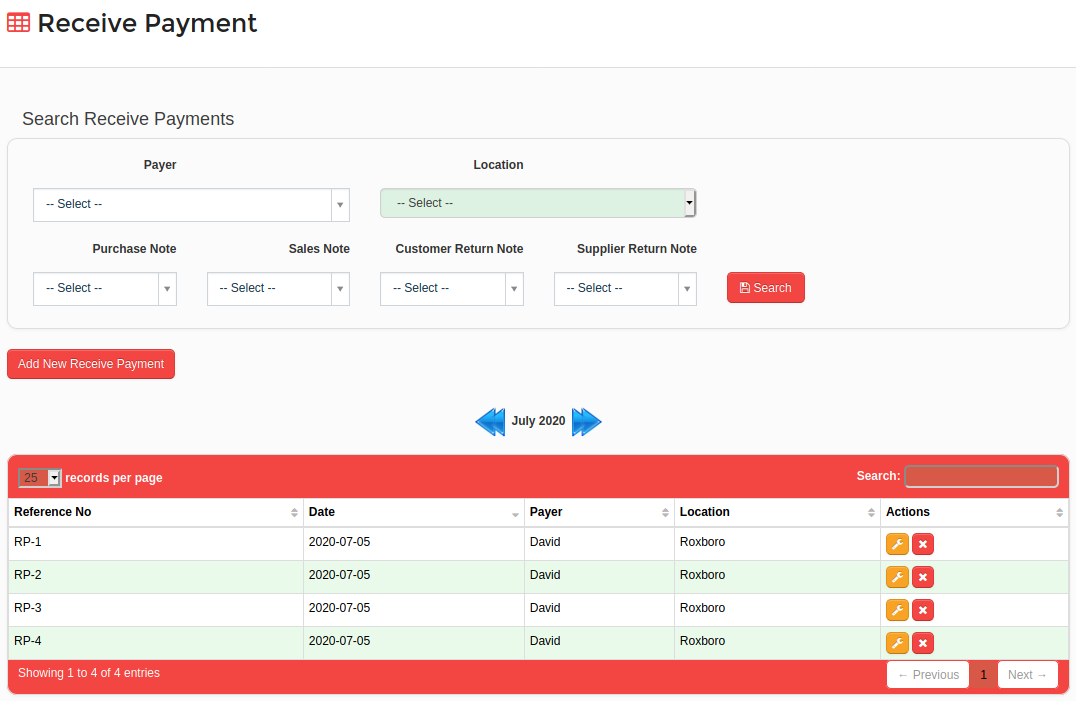 Receive Payment
Search Receive Payments
Payer Location
-- Select -- -- Select --
Purchase Note Sales Note Customer Return Note Supplier Return Note
-- Select -- -- Select -- -- Select -- -- Select -- Search
Add New Receive Payment
July 2020
25 records per page Search:
Reference No Date Payer Location Actions
RP-1 2020-07-05 David Roxboro
RP-2 2020-07-05 David Roxboro
RP-3 2020-07-05 David Roxboro
RP-4 2020-07-05 David Roxboro
Showing 1 to 4 of 4 entries ← Previous 1 Next →